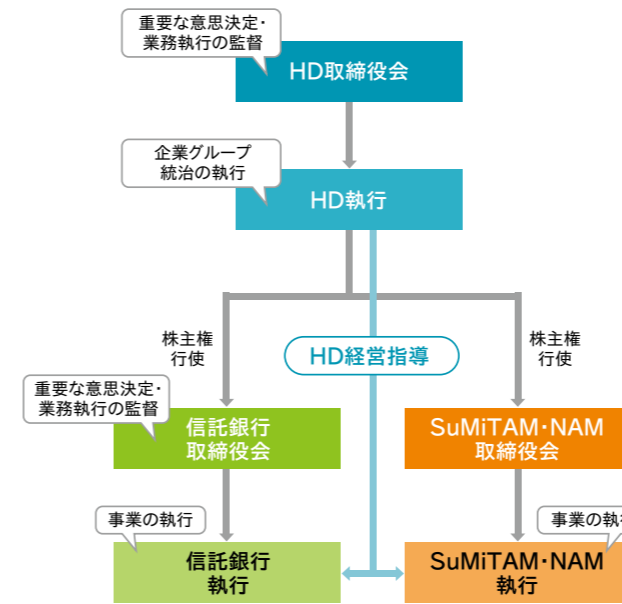 重要な意思決定・
業務執行の監督
HD取締役会
企業グループ
統治の執行
HD執行
株主権
行使
HD経営指導
株主権
行使
重要な意思決定・
業務執行の監督
信託銀行
取締役会
SuMiTAM・NAM
取締役会
事業の執行
事業の執
信託銀行
執行
SuMiTAM・NAM
執行